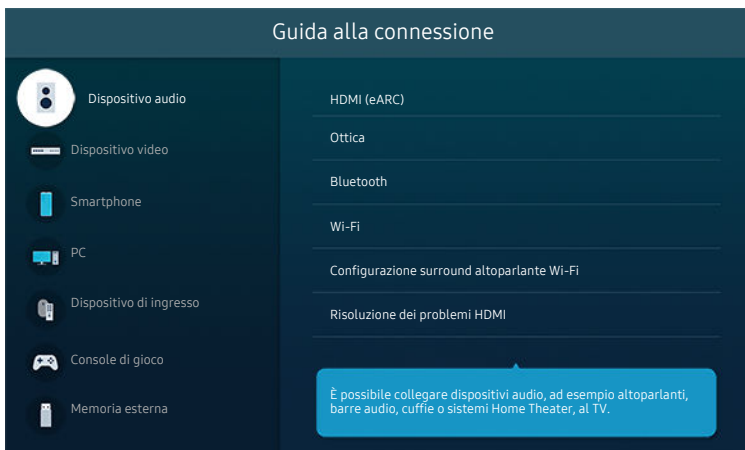 Guida alla connessione
Dispositivo audio
Dispositivo video
Smartphone
PC
Dispositivo di ingresso
Console di gioco
Memoria esterna
HDMI (eARC)
Ottica
Bluetooth
Wi-Fi
Configurazione surround altoparlante Wi-Fi
Risoluzione dei problemi HDMI
È possibile collegare dispositivi audio, ad esempio altoparlanti,
barre audio, cuffie o sistemi Home Theater, al TV.